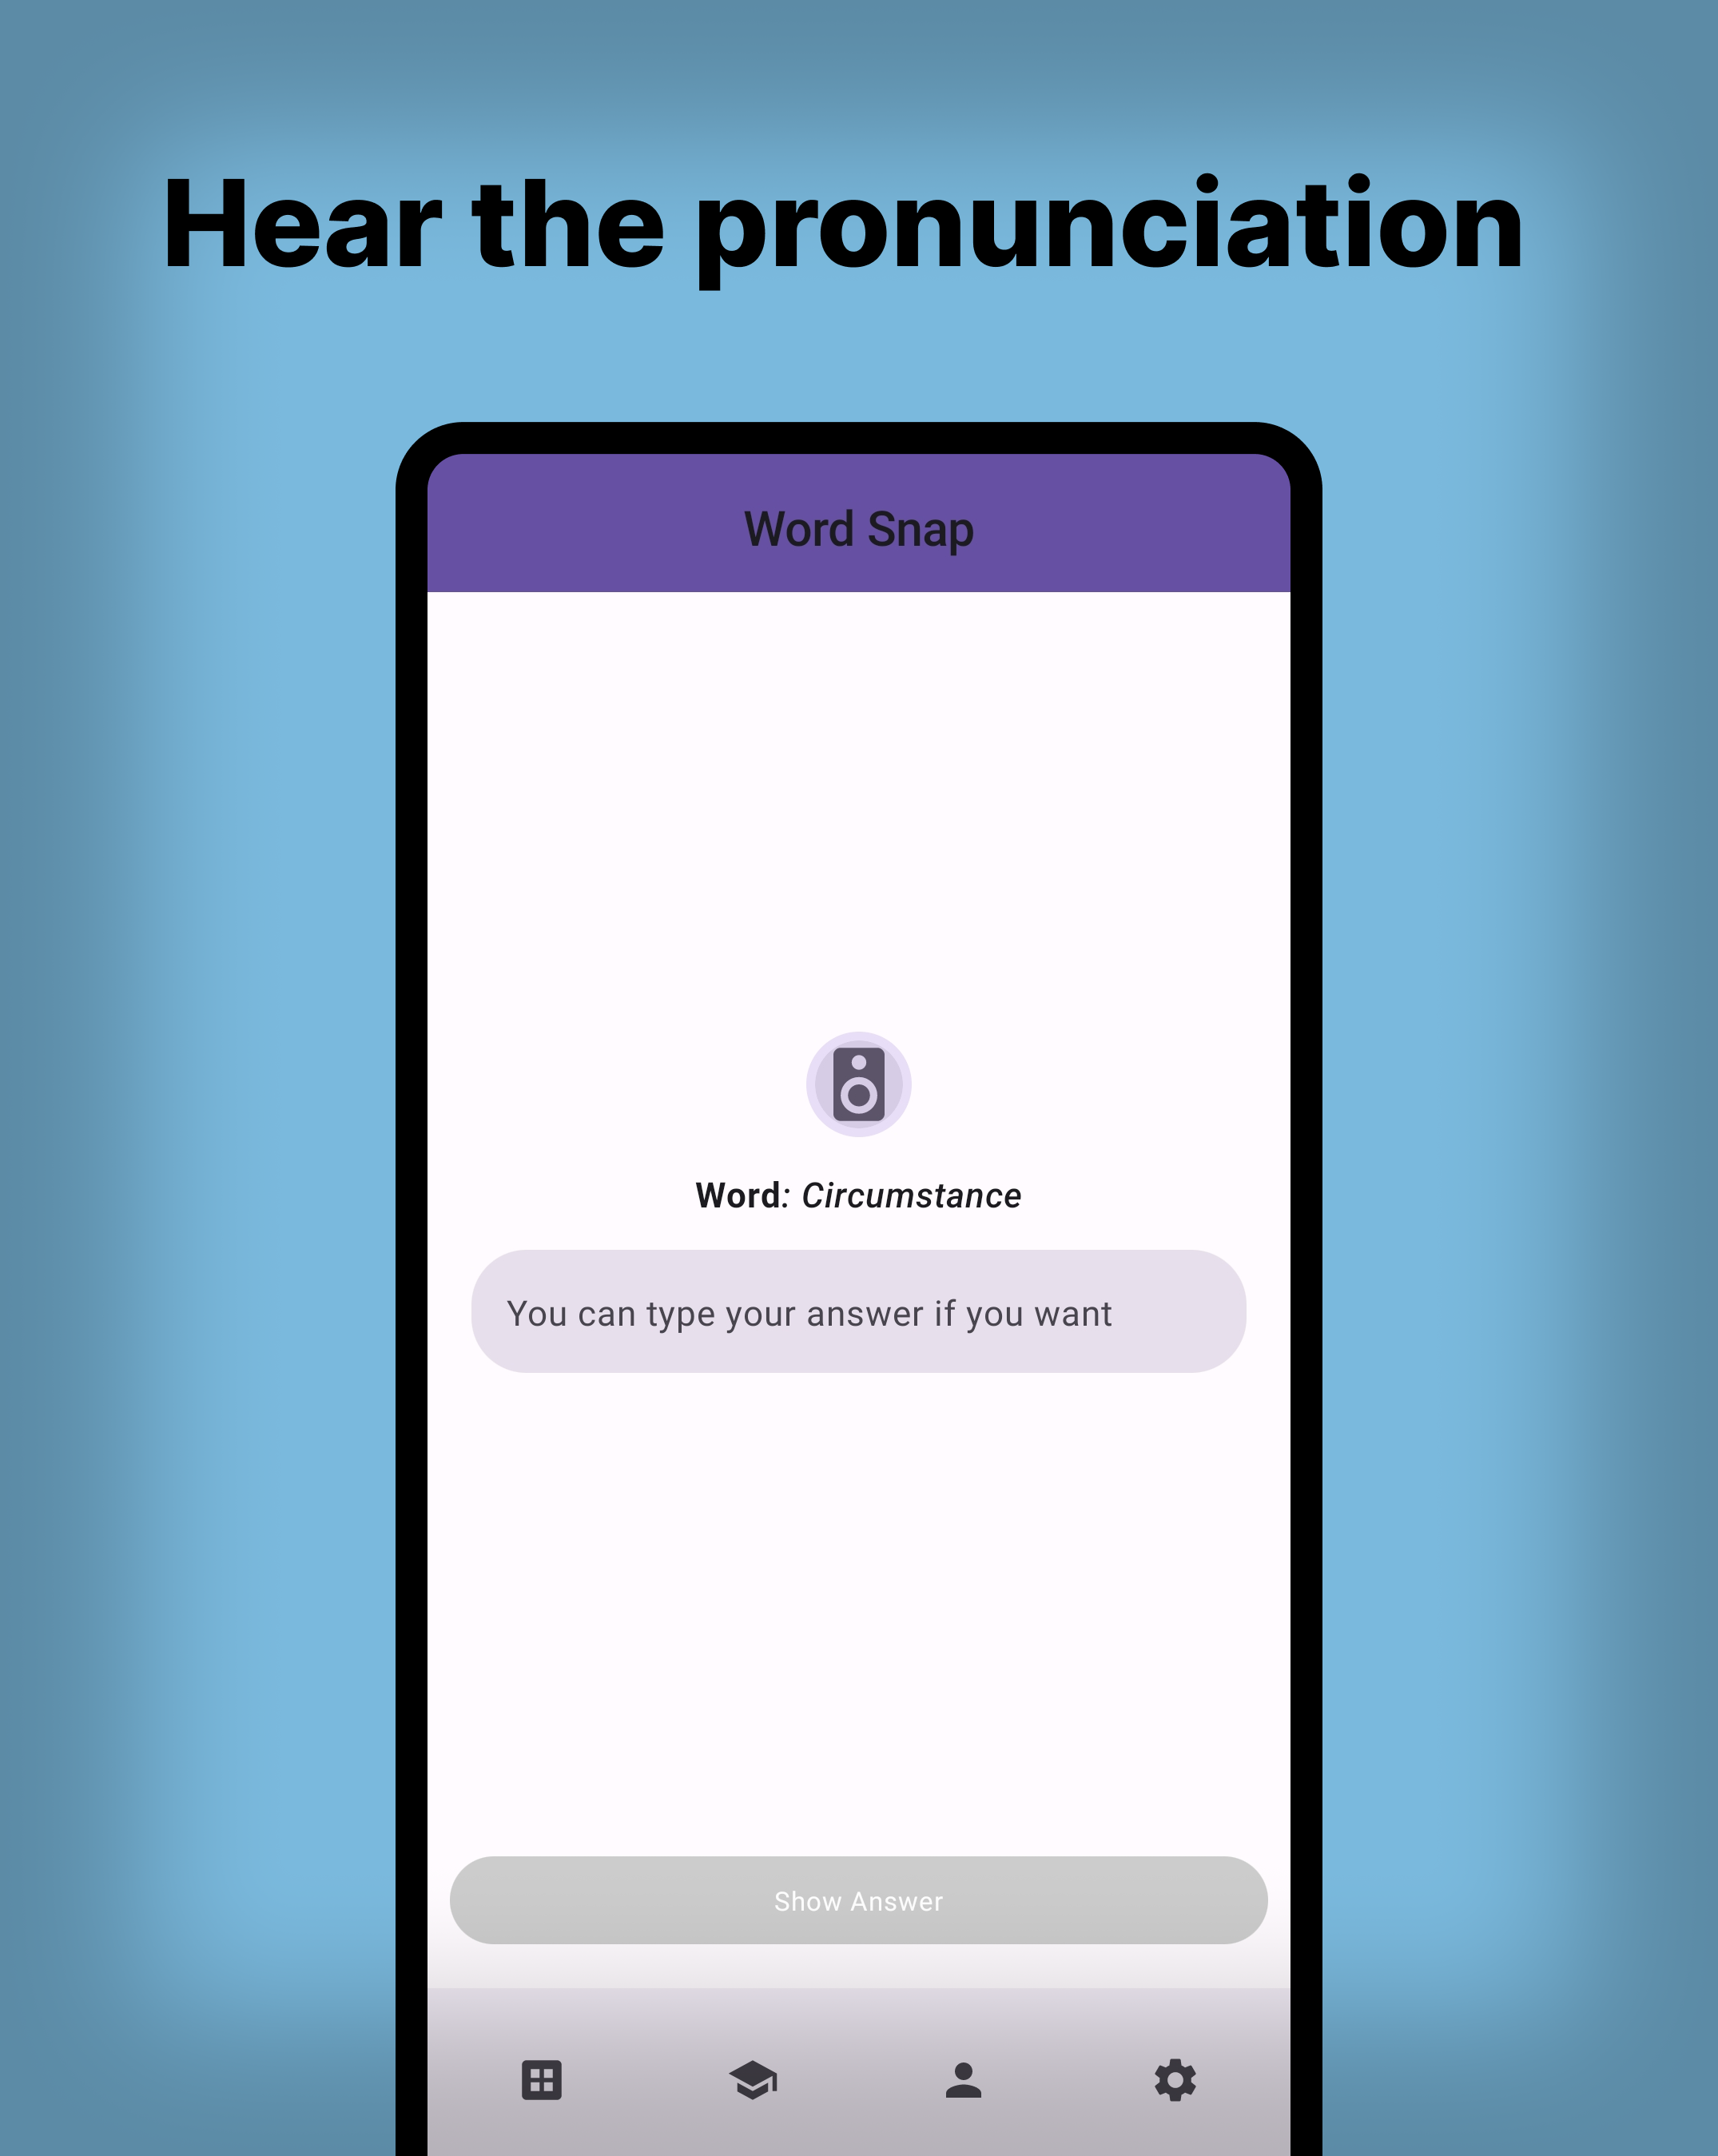 Hear the pronunciation
Word Snap
Word: Circumstance
You can type your answer if you want
Show Answer